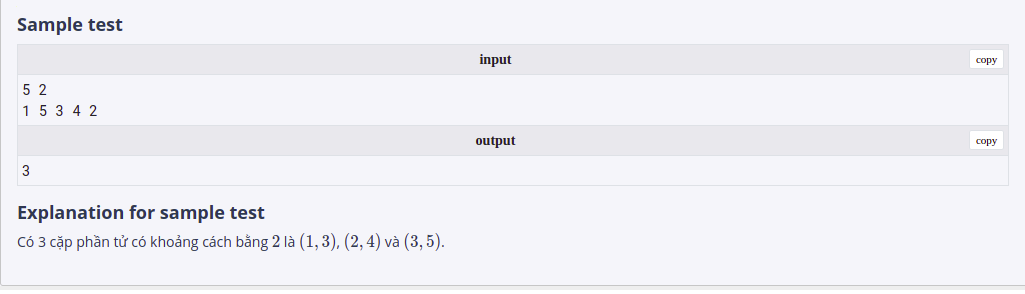 Sample test
input copy
5 2
1 5 3 4 2
output copy
3
Explanation for sample test
Có 3 cặp phần tử có khoảng cách bằng 2 là (1, 3), (2, 4) và (3, 5).